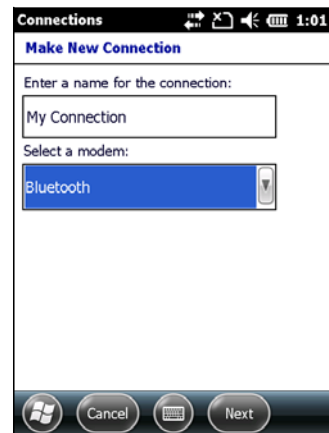 Connections 1:01
Make New Connection
Enter a name for the connection:
My Connection
Select a modem:
Bluetooth
Cancel Next